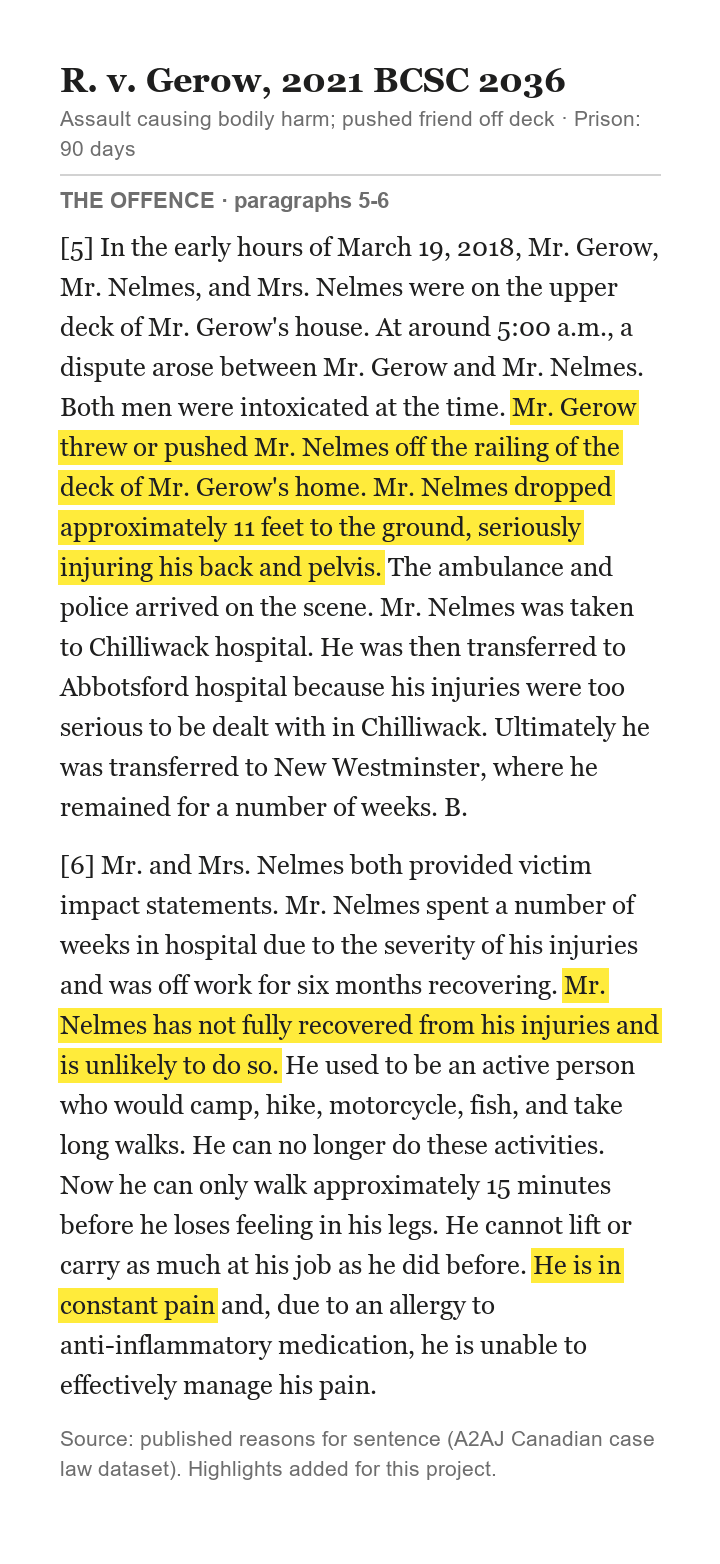 R. v. Gerow, 2021 BCSC 2036
Assault causing bodily harm; pushed friend off deck · Prison:
90 days
THE OFFENCE · paragraphs 5-6
[5] In the early hours of March 19, 2018, Mr. Gerow,
Mr. Nelmes, and Mrs. Nelmes were on the upper
deck of Mr. Gerow's house. At around 5:00 a.m., a
dispute arose between Mr. Gerow and Mr. Nelmes.
Both men were intoxicated at the time. Mr. Gerow
threw or pushed Mr. Nelmes off the railing of the
deck of Mr. Gerow's home. Mr. Nelmes dropped
approximately 11 feet to the ground, seriously
injuring his back and pelvis. The ambulance and
police arrived on the scene. Mr. Nelmes was taken
to Chilliwack hospital. He was then transferred to
Abbotsford hospital because his injuries were too
serious to be dealt with in Chilliwack. Ultimately he
was transferred to New Westminster, where he
remained for a number of weeks. B.
[6] Mr. and Mrs. Nelmes both provided victim
impact statements. Mr. Nelmes spent a number of
weeks in hospital due to the severity of his injuries
and was off work for six months recovering. Mr.
Nelmes has not fully recovered from his injuries and
is unlikely to do so. He used to be an active person
who would camp, hike, motorcycle, fish, and take
long walks. He can no longer do these activities.
Now he can only walk approximately 15 minutes
before he loses feeling in his legs. He cannot lift or
carry as much at his job as he did before. He is in
constant pain and, due to an allergy to
anti-inflammatory medication, he is unable to
effectively manage his pain.
Source: published reasons for sentence (A2AJ Canadian case
law dataset). Highlights added for this project.